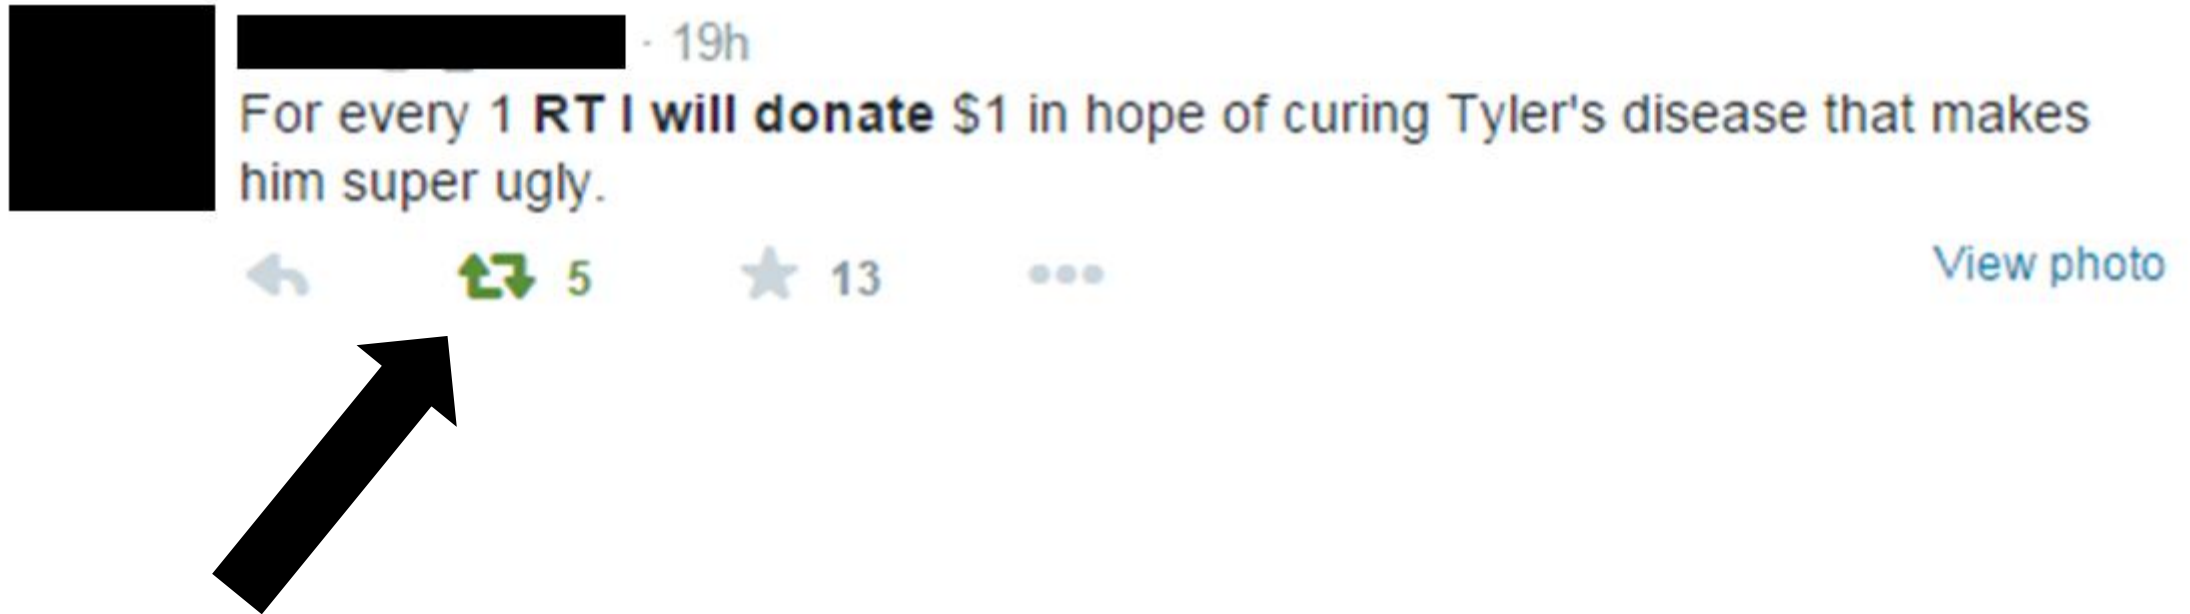 · 19h
For every 1 RT I will donate $1 in hope of curing Tyler's disease that makes
him super ugly.
5 13 View photo